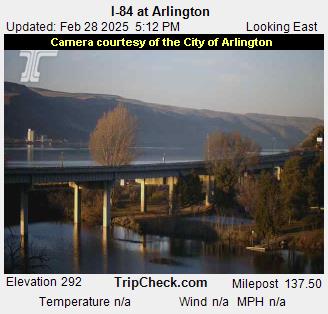 I-84 at Arlington
Updated: Feb 28 2025 5:12 PM Looking East
Camera courtesy of the City of Arlington
Elevation 292 TripCheck.com Milepost 137.50
Temperature n/a Wind n/a MPH n/a